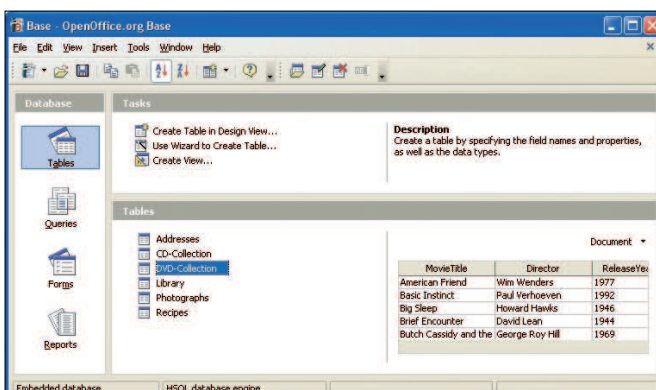 Base - OpenOffice.org Base
File Edit View Insert Tools Window Help
Database
Tasks
Tables
Queries
Forms
Reports
Create Table in Design View...
Use Wizard to Create Table...
Create View...
Description
Create a table by specifying the field names and properties,
as well as the data types.
Tables
Addresses
CD-Collection
DVD-Collection
Library
Photographs
Recipes
Document
MovieTitle Director ReleaseYea
American Friend Wim Wenders 1977
Basic Instinct Paul Verhoeven 1992
Big Sleep Howard Hawks 1946
Brief Encounter David Lean 1944
Butch Cassidy and the George Roy Hill 1969
Embedded database HSQL database engine